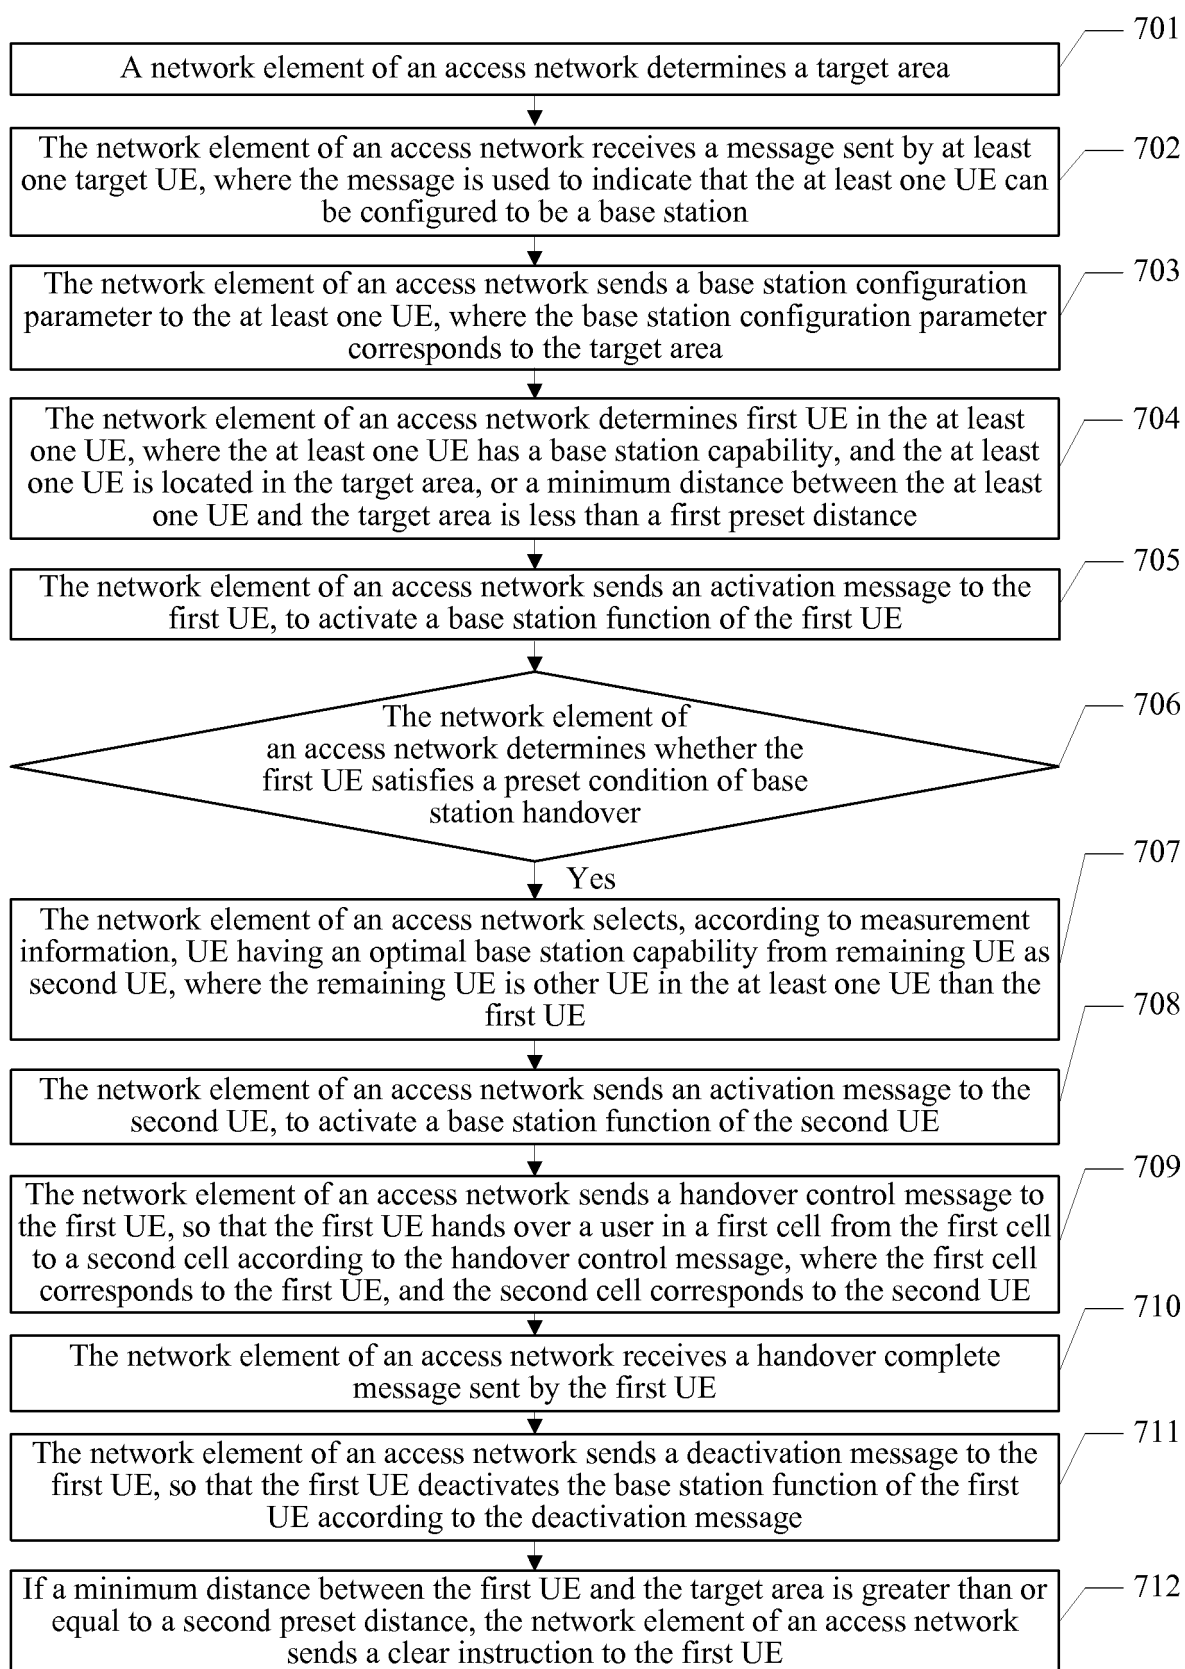 701
A network element of an access network determines a target area
702
The network element of an access network receives a message sent by at least
one target UE, where the message is used to indicate that the at least one UE can
be configured to be a base station
703
The network element of an access network sends a base station configuration
parameter to the at least one UE, where the base station configuration parameter
corresponds to the target area
704
The network element of an access network determines first UE in the at least
one UE, where the at least one UE has a base station capability, and the at least
one UE is located in the target area, or a minimum distance between the at least
one UE and the target area is less than a first preset distance
705
The network element of an access network sends an activation message to the
first UE, to activate a base station function of the first UE
706
The network element of
an access network determines whether the
first UE satisfies a preset condition of base
station handover
707
Yes
The network element of an access network selects, according to measurement
information, UE having an optimal base station capability from remaining UE as
second UE, where the remaining UE is other UE in the at least one UE than the
first UE
708
The network element of an access network sends an activation message to the
second UE, to activate a base station function of the second UE
709
The network element of an access network sends a handover control message to
the first UE, so that the first UE hands over a user in a first cell from the first cell
to a second cell according to the handover control message, where the first cell
corresponds to the first UE, and the second cell corresponds to the second UE
710
The network element of an access network receives a handover complete
message sent by the first UE
711
The network element of an access network sends a deactivation message to the
first UE, so that the first UE deactivates the base station function of the first
UE according to the deactivation message
712
If a minimum distance between the first UE and the target area is greater than or
equal to a second preset distance, the network element of an access network
sends a clear instruction to the first UE